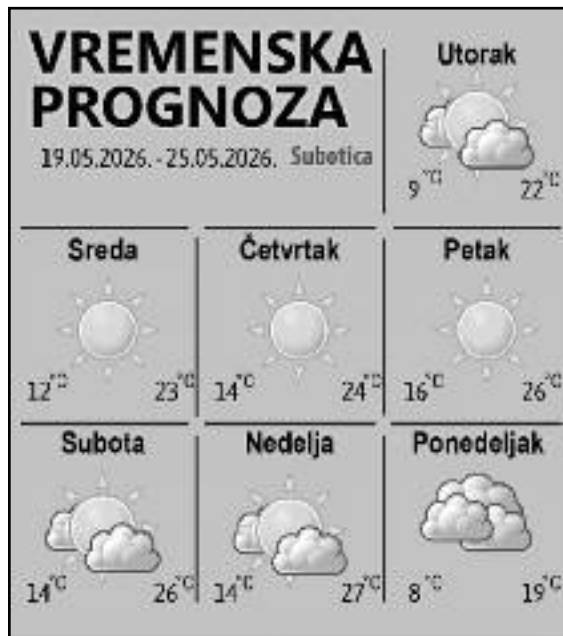 VREMENSKA
PROGNOZA
19.05.2026. - 25.05.2026. Subotica
Utorak
9°C 22°C
Sreda
12°C 23°C
Četvrtak
14°C 24°C
Petak
16°C 26°C
Subota
14°C 26°C
Nedelja
14°C 27°C
Ponedeljak
8°C 19°C